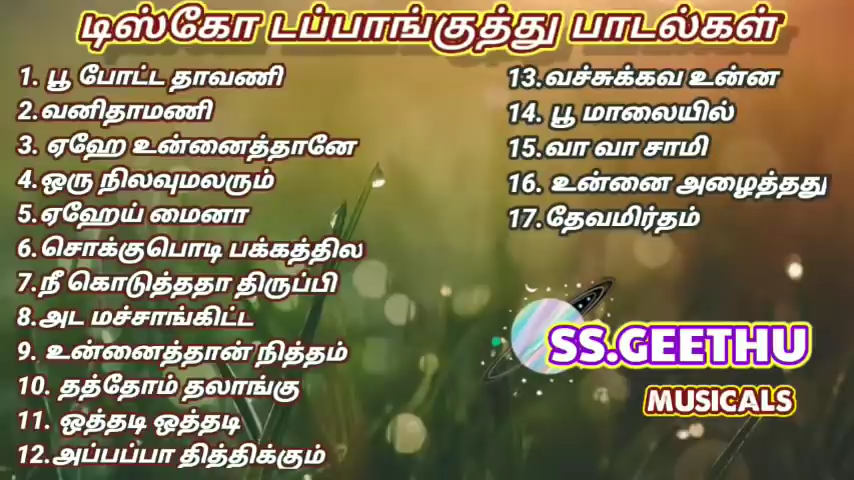 டிஸ்கோ டப்பாங்குத்து பாடல்கள்
1. பூ போட்ட தாவணி
2.வனிதாமணி
3. ஏஹே உன்னைத்தானே
4.ஒரு நிலவுமலரும்
5.ஏஹேய் மைனா
6.சொக்குபொடி பக்கத்தில
7.நீ கொடுத்ததா திருப்பி
8.அட மச்சாங்கிட்ட
9. உன்னைத்தான் நித்தம்
10. தத்தோம் தலாங்கு
11. ஒத்தடி ஒத்தடி
12.அப்பப்பா தித்திக்கும்
13.வச்சுக்கவ உன்ன
14. பூ மாலையில்
15.வா வா சாமி
16. உன்னை அழைத்தது
17.தேவமிர்தம்
SS.GEETHU
MUSICALS